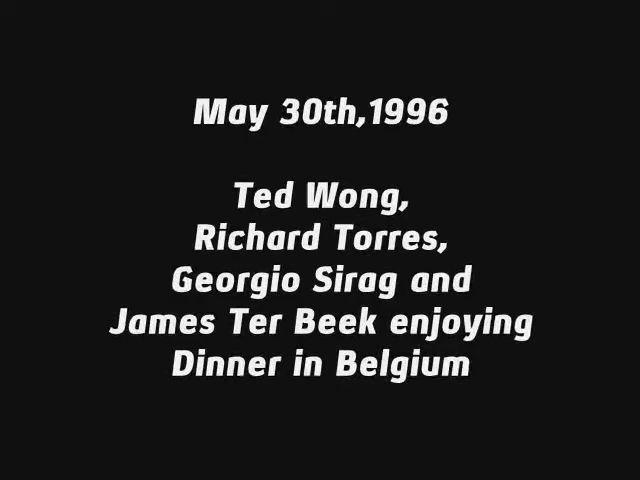 May 30th,1996
Ted Wong,
Richard Torres,
Georgio Sirag and
James Ter Beek enjoying
Dinner in Belgium